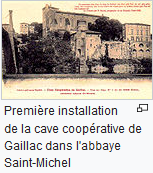 Première installation
de la cave coopérative de
Gaillac dans l'abbaye
Saint-Michel